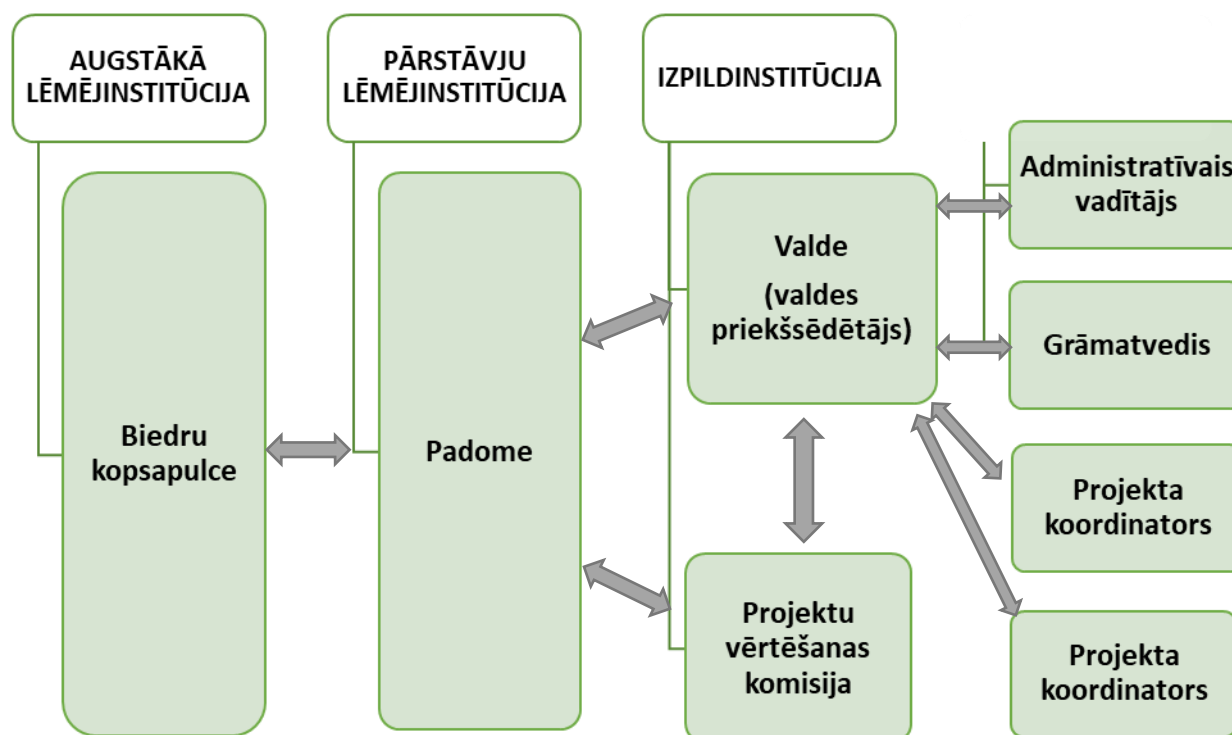 AUGSTĀKĀ
LĒMĒJINSTITŪCIJA
PĀRSTĀVJU
LĒMĒJINSTITŪCIJA
IZPILDINSTITŪCIJA
Biedru
kopsapulce
Padome
Valde
(valdes
priekšsēdētājs)
Projektu
vērtēšanas
komisija
Administratīvais
vadītājs
Grāmatvedis
Projekta
koordinators
Projekta
koordinators